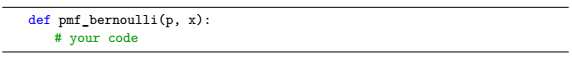 def pmf_bernoulli(p, x):
    # your code